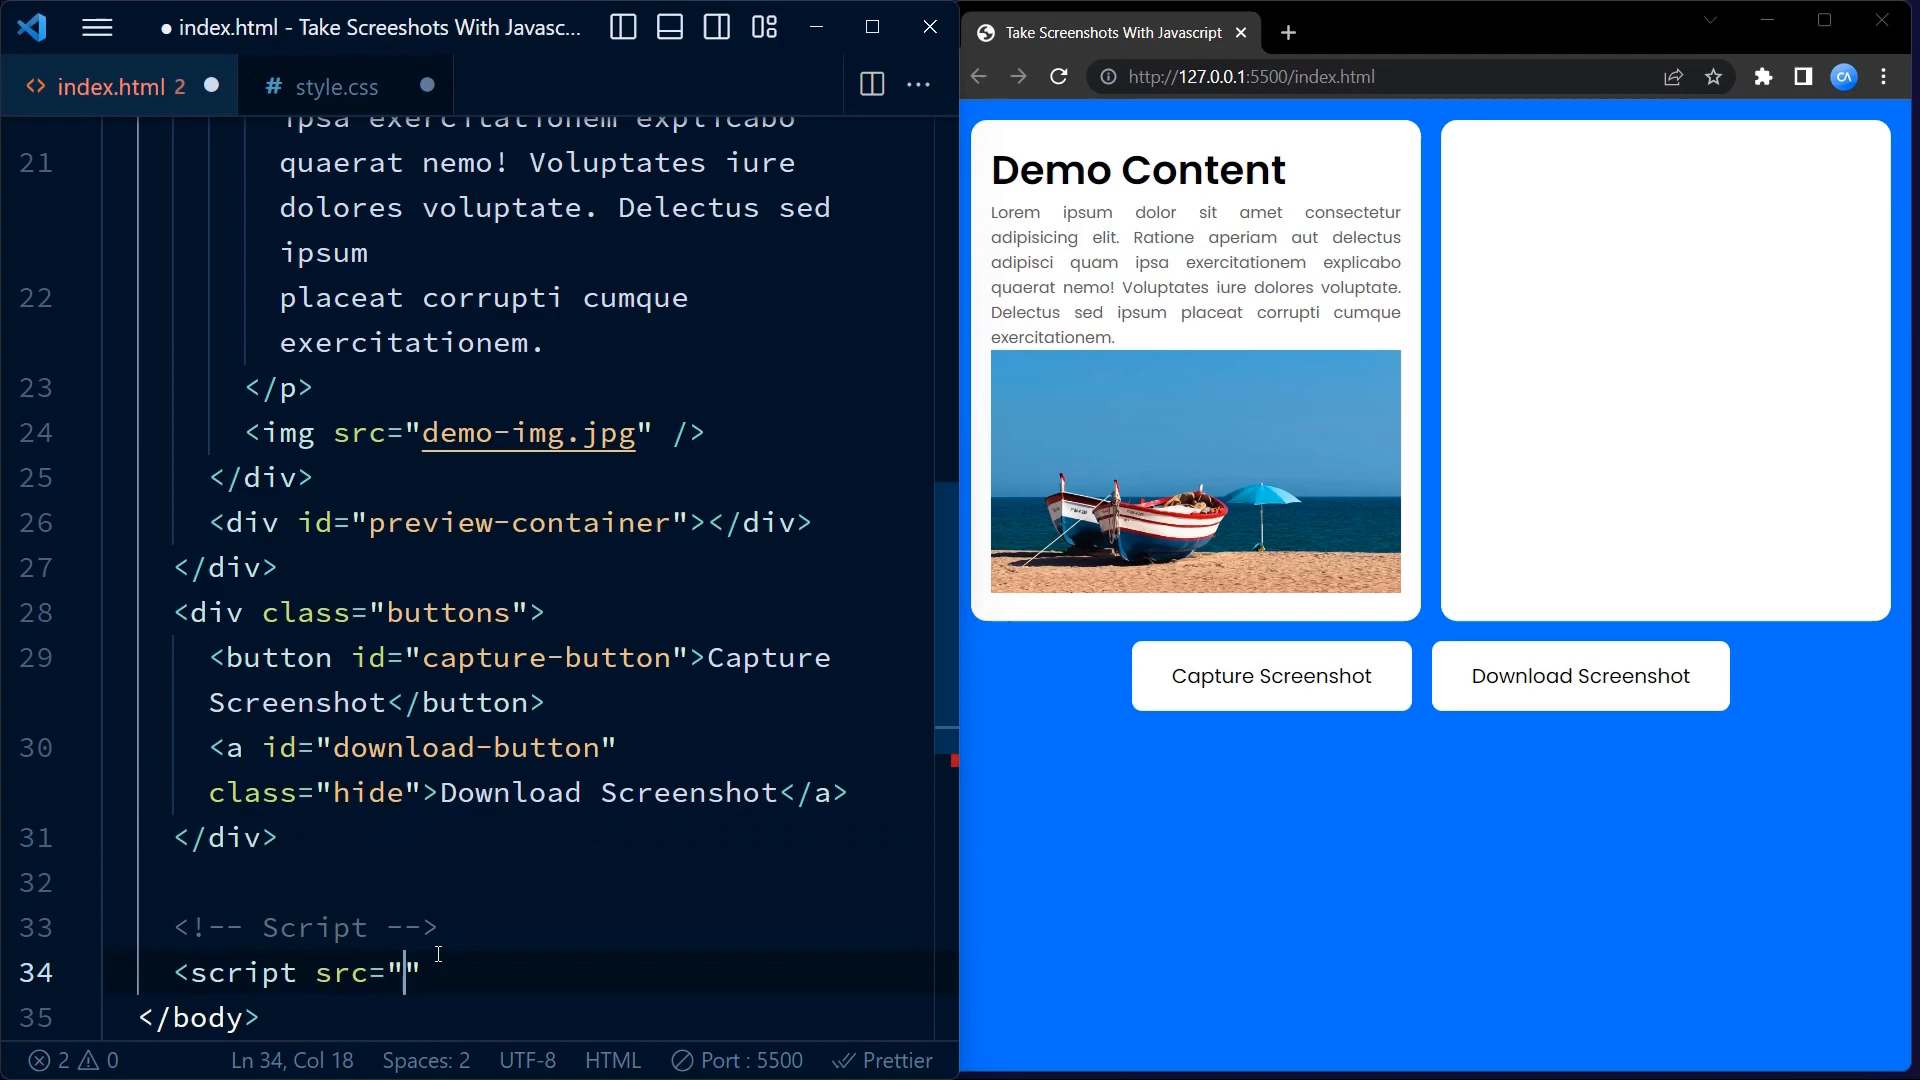 index.html - Take Screeshots With Javasc...
index.html 2
# style.css
ipsa exercitationem explicabo
21 quaerat nemo! Voluptates iure
dolores voluptate. Delectus sed
ipsum
22 placeat corrupti cumque
exercitationem.
23 </p>
24 <img src="demo-img.jpg" />
25 </div>
26 <div id="preview-container"></div>
27 </div>
28 <div class="buttons">
29 <button id="capture-button">Capture
Screenshot</button>
30 <a id="download-button"
class="hide">Download Screenshot</a>
31 </div>
32
33 <!-- Script -->
34 <script src=""
35 </body>
2 0 Ln 34, Col 18 Spaces: 2 UTF-8 HTML Port : 5500 Prettier
Take Screenshots With Javascript
http://127.0.0.1:5500/index.html
CA
Demo Content
Lorem ipsum dolor sit amet consectetur
adipisicing elit. Ratione aperiam aut delectus
adipisci quam ipsa exercitationem explicabo
quaerat nemo! Voluptates iure dolores voluptate.
Delectus sed ipsum placeat corrupti cumque
exercitationem.
Capture Screenshot
Download Screenshot